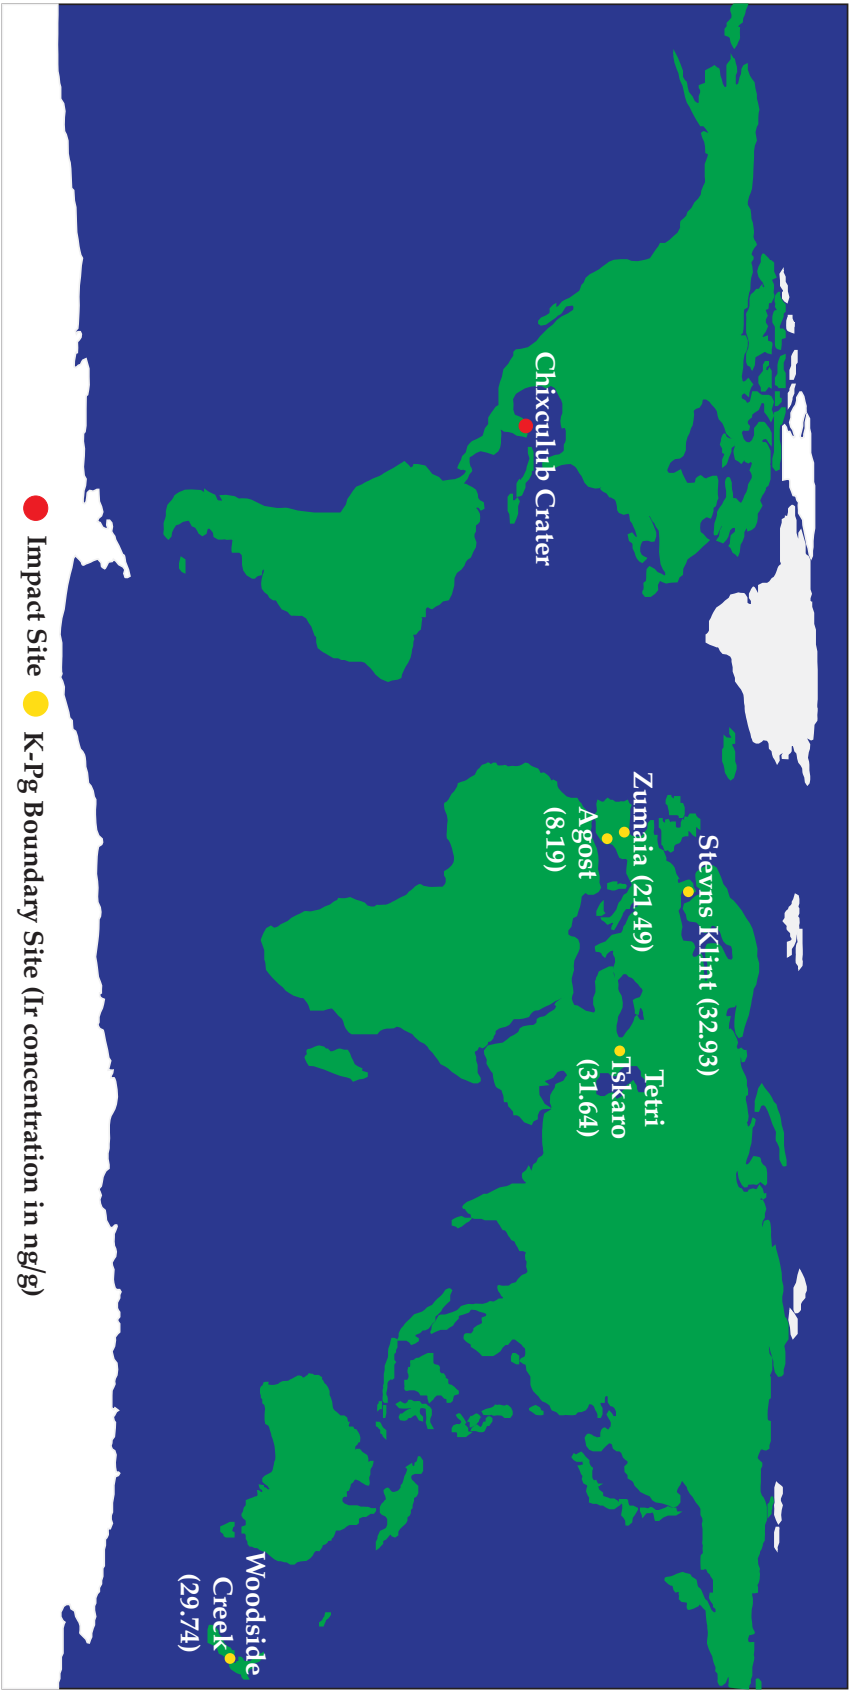 Chixculub Crater
Zumaia (21.49)
Agost
(8.19)
Stevns Klint (32.93)
Tetri
Tskaro
(31.64)
Woodside
Creek
(29.74)
Impact Site
K-Pg Boundary Site (Ir concentration in ng/g)